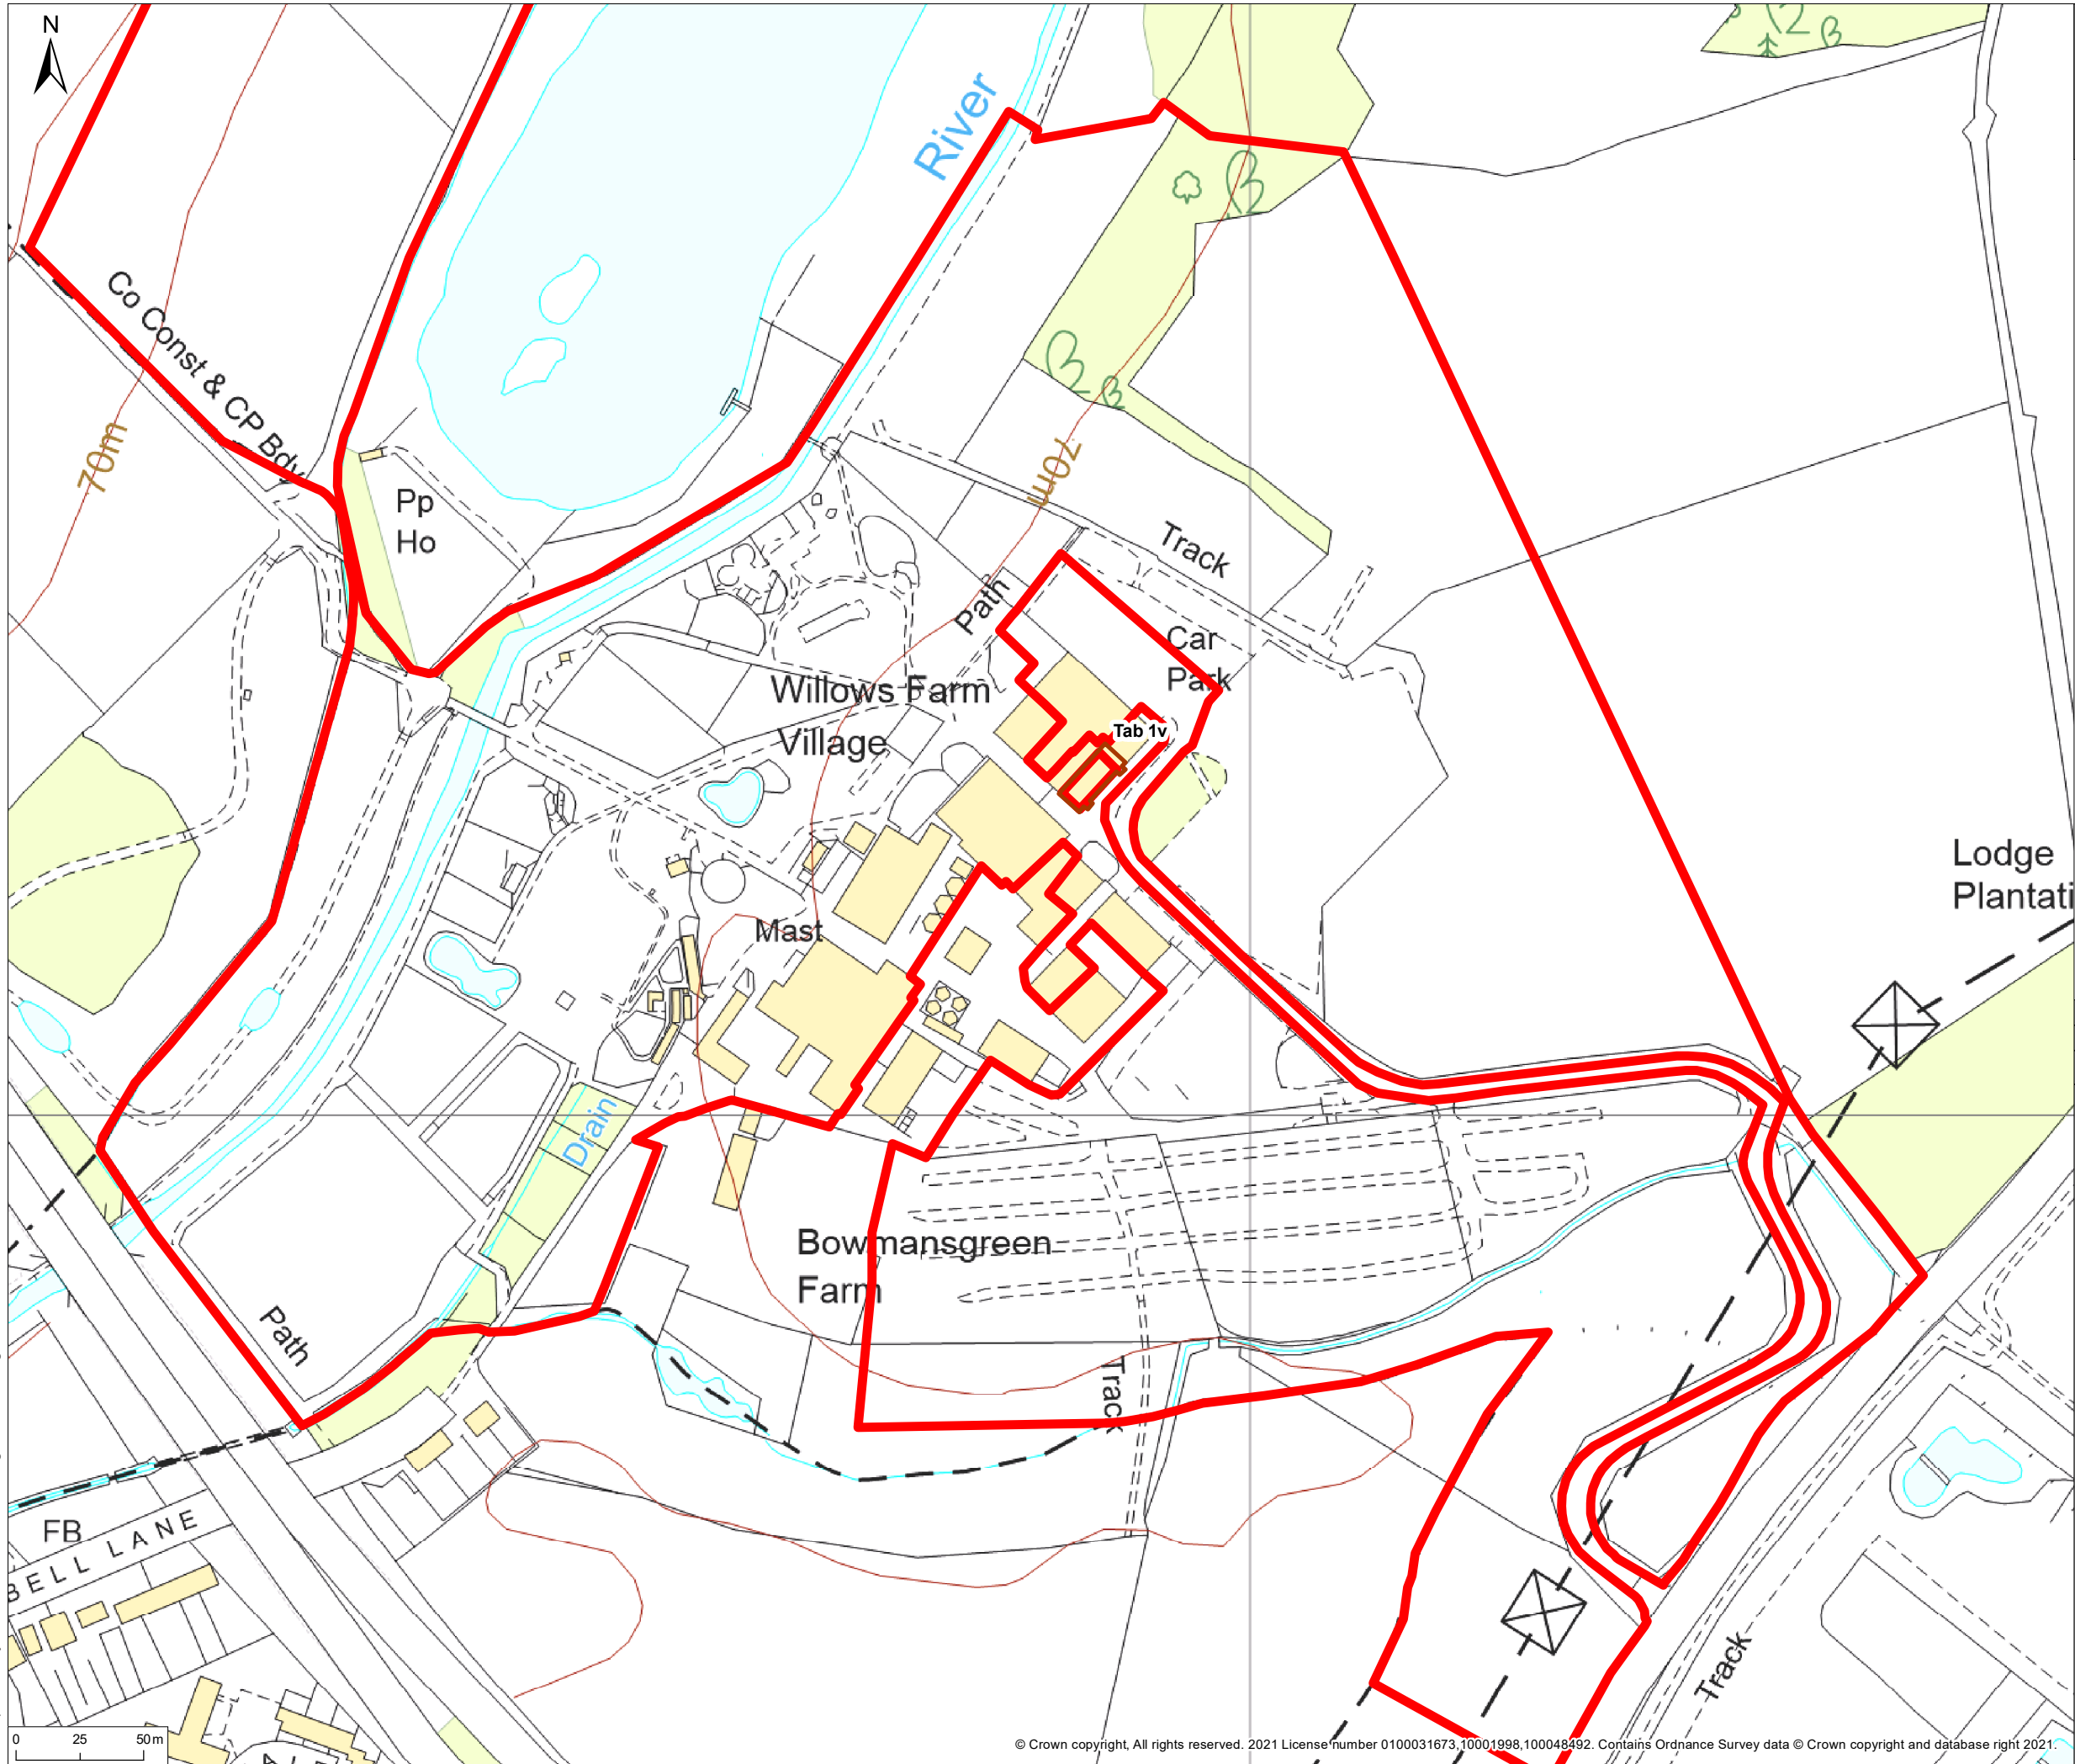 N
River
Co Const & CP Bdy
70m
Pp
Ho
70m
Track
Path
Car
Park
Willows Farm
Village
Tab 1v
Lodge
Plantati
Mast
Drain
Bowmansgreen
Farm
Path
Track
FB
BELL LANE
Track
0 25 50m
© Crown copyright, All rights reserved. 2021 License number 0100031673,10001998,100048492. Contains Ordnance Survey data © Crown copyright and database right 2021.